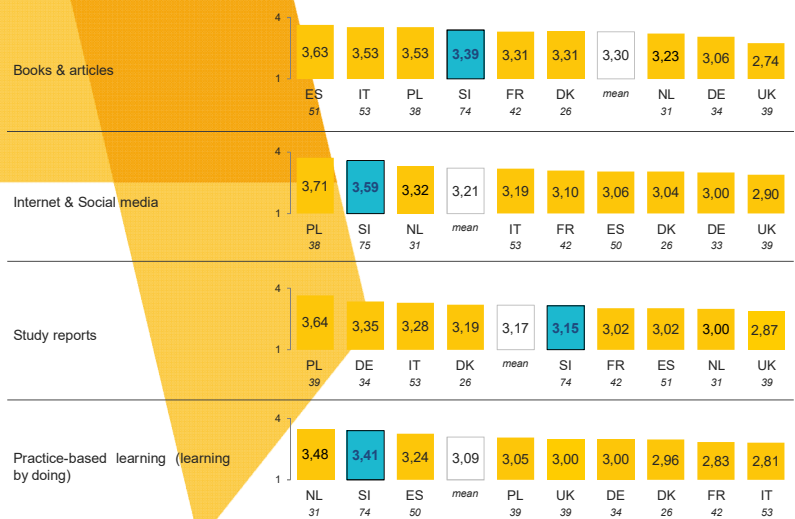 4
3,63 3,53 3,53 3,39 3,31 3,31 3,30 3,23 3,06 2,74
Books & articles
1
ES IT PL SI FR DK mean NL DE UK
51 53 38 74 42 26 31 34 39
4
3,71 3,59 3,32 3,21 3,19 3,10 3,06 3,04 3,00 2,90
Internet & Social media
1
PL SI NL mean IT FR ES DK DE UK
38 75 31 53 42 50 26 33 39
4
3,64 3,35 3,28 3,19 3,17 3,15 3,02 3,02 3,00 2,87
Study reports
1
PL DE IT DK mean SI FR ES NL UK
39 34 53 26 74 42 51 31 39
4
3,48 3,41 3,24 3,09 3,05 3,00 3,00 2,96 2,83 2,81
Practice-based learning (learning
by doing)
1
NL SI ES mean PL UK DE DK FR IT
31 74 50 39 39 34 26 42 53